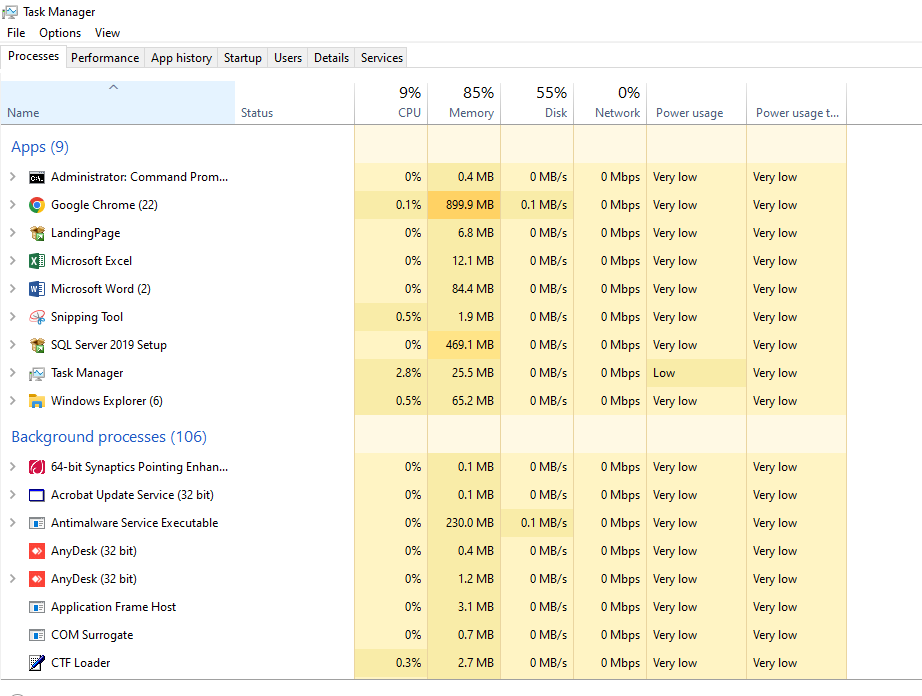 Task Manager
File Options View
Processes Performance App history Startup Users Details Services
9% 85% 55% 0%
Name Status CPU Memory Disk Network Power usage Power usage t...
Apps (9)
Administrator: Command Prom... 0% 0.4 MB 0 MB/s 0 Mbps Very low Very low
Google Chrome (22) 0.1% 899.9 MB 0.1 MB/s 0 Mbps Very low Very low
LandingPage 0% 6.8 MB 0 MB/s 0 Mbps Very low Very low
Microsoft Excel 0% 12.1 MB 0 MB/s 0 Mbps Very low Very low
Microsoft Word (2) 0% 84.4 MB 0 MB/s 0 Mbps Very low Very low
Snipping Tool 0.5% 1.9 MB 0 MB/s 0 Mbps Very low Very low
SQL Server 2019 Setup 0% 469.1 MB 0 MB/s 0 Mbps Very low Very low
Task Manager 2.8% 25.5 MB 0 MB/s 0 Mbps Low Very low
Windows Explorer (6) 0.5% 65.2 MB 0 MB/s 0 Mbps Very low Very low
Background processes (106)
64-bit Synaptics Pointing Enhan... 0% 0.1 MB 0 MB/s 0 Mbps Very low Very low
Acrobat Update Service (32 bit) 0% 0.1 MB 0 MB/s 0 Mbps Very low Very low
Antimalware Service Executable 0% 230.0 MB 0.1 MB/s 0 Mbps Very low Very low
AnyDesk (32 bit) 0% 0.4 MB 0 MB/s 0 Mbps Very low Very low
AnyDesk (32 bit) 0% 1.2 MB 0 MB/s 0 Mbps Very low Very low
Application Frame Host 0% 3.1 MB 0 MB/s 0 Mbps Very low Very low
COM Surrogate 0% 0.7 MB 0 MB/s 0 Mbps Very low Very low
CTF Loader 0.3% 2.7 MB 0 MB/s 0 Mbps Very low Very low